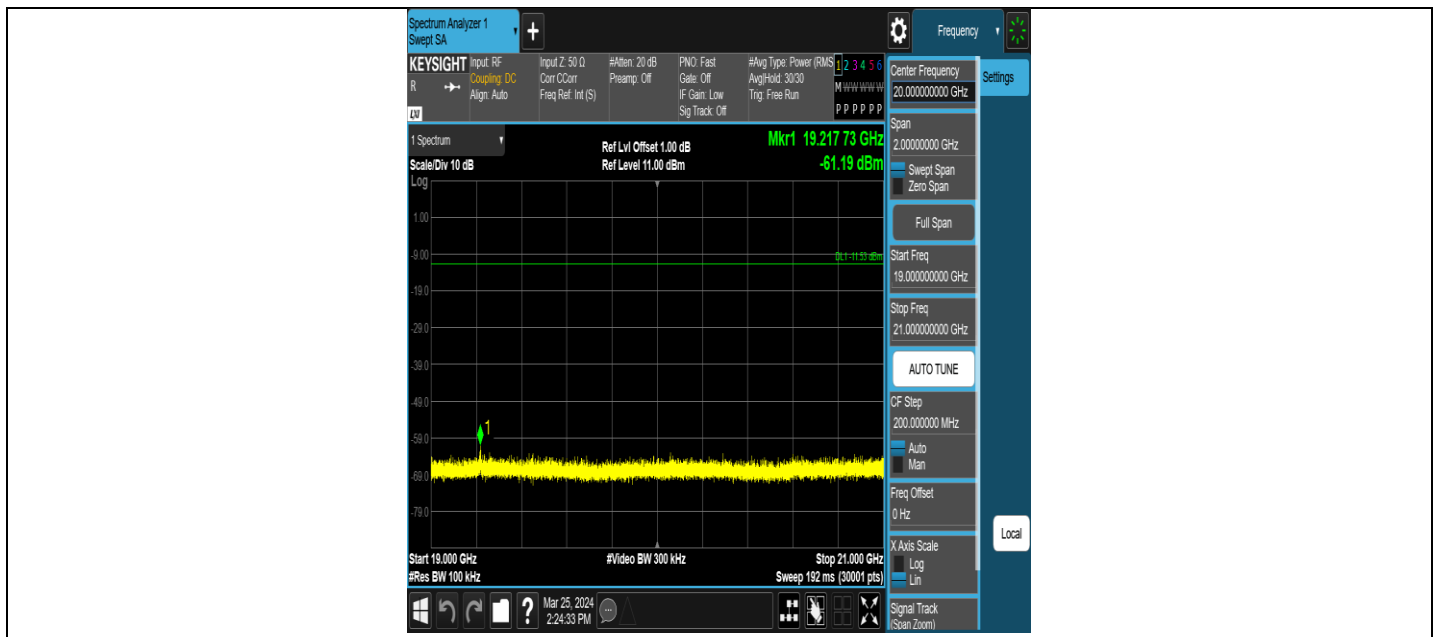 Spectrum Analyzer 1
Swept SA
+
Frequency
KEYSIGHT
R
LXI
Input: RF
Coupling: DC
Align: Auto
Input Z: 50 Ω
Corr CCorr
Freq Ref: Int (S)
#Atten: 20 dB
Preamp: Off
PNO: Fast
Gate: Off
IF Gain: Low
Sig Track: Off
#Avg Type: Power (RMS
Avg|Hold: 30/30
Trig: Free Run
1 2 3 4 5 6
M W W W W W
P P P P P P
1 Spectrum
Scale/Div 10 dB
Log
Ref Lvl Offset 1.00 dB
Ref Level 11.00 dBm
Mkr1 19.217 73 GHz
-61.19 dBm
1.00
-9.00
DL1 -11.53 dBm
-19.0
-29.0
-39.0
-49.0
1
-59.0
-69.0
-79.0
Start 19.000 GHz
#Video BW 300 kHz
Stop 21.000 GHz
#Res BW 100 kHz
Sweep 192 ms (30001 pts)
?
Mar 25, 2024
2:24:33 PM
Center Frequency
20.000000000 GHz
Settings
Span
2.00000000 GHz
Swept Span
Zero Span
Full Span
Start Freq
19.000000000 GHz
Stop Freq
21.000000000 GHz
AUTO TUNE
CF Step
200.000000 MHz
Auto
Man
Freq Offset
0 Hz
X Axis Scale
Log
Lin
Local
Signal Track
(Span Zoom)